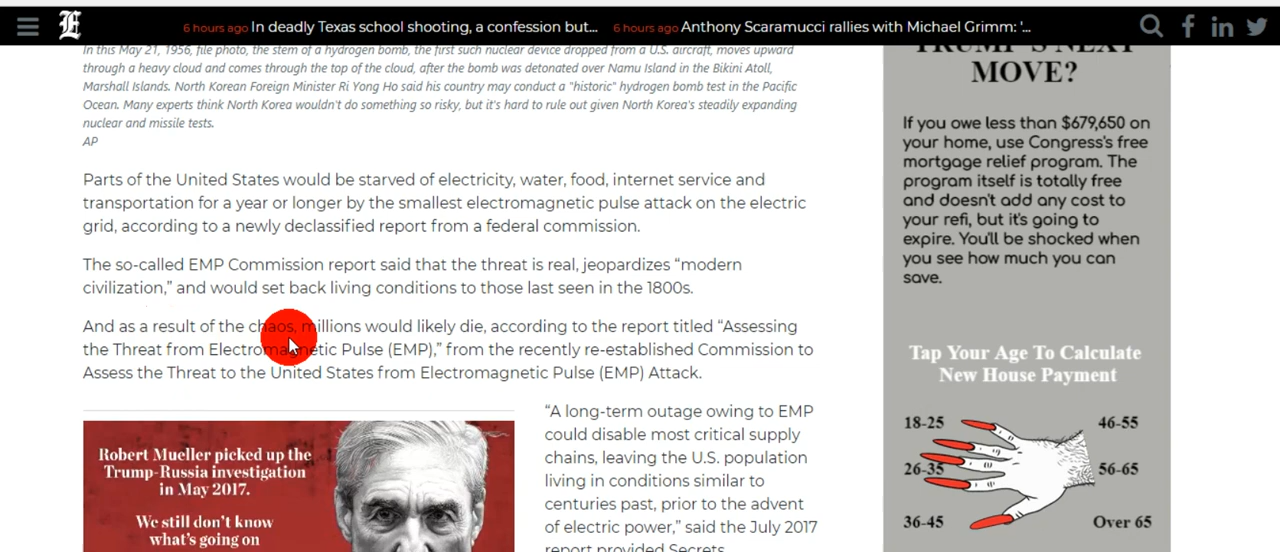 6 hours ago In deadly Texas school shooting, a confession but... 6 hours ago Anthony Scaramucci rallies with Michael Grimm: '...
In this May 21, 1956, file photo, the stem of a hydrogen bomb, the first such nuclear device dropped from a U.S. aircraft, moves upward
through a heavy cloud and comes through the top of the cloud, after the bomb was detonated over Namu Island in the Bikini Atoll,
Marshall Islands. North Korean Foreign Minister Ri Yong Ho said his country may conduct a "historic" hydrogen bomb test in the Pacific
Ocean. Many experts think North Korea wouldn't do something so risky, but it's hard to rule out given North Korea's steadily expanding
nuclear and missile tests.
AP
Parts of the United States would be starved of electricity, water, food, internet service and
transportation for a year or longer by the smallest electromagnetic pulse attack on the electric
grid, according to a newly declassified report from a federal commission.
The so-called EMP Commission report said that the threat is real, jeopardizes “modern
civilization,” and would set back living conditions to those last seen in the 1800s.
And as a result of the chaos, millions would likely die, according to the report titled “Assessing
the Threat from Electromagnetic Pulse (EMP),” from the recently re-established Commission to
Assess the Threat to the United States from Electromagnetic Pulse (EMP) Attack.
Robert Mueller picked up the
Trump-Russia investigation
in May 2017.
We still don’t know
what’s going on
“A long-term outage owing to EMP
could disable most critical supply
chains, leaving the U.S. population
living in conditions similar to
centuries past, prior to the advent
of electric power,” said the July 2017
report provided Secrets.
TRUMP'S NEXT
MOVE?
If you owe less than $679,650 on
your home, use Congress's free
mortgage relief program. The
program itself is totally free
and doesn't add any cost to
your refi, but it's going to
expire. You'll be shocked when
you see how much you can
save.
Tap Your Age To Calculate
New House Payment
18-25 46-55
26-35 56-65
36-45 Over 65